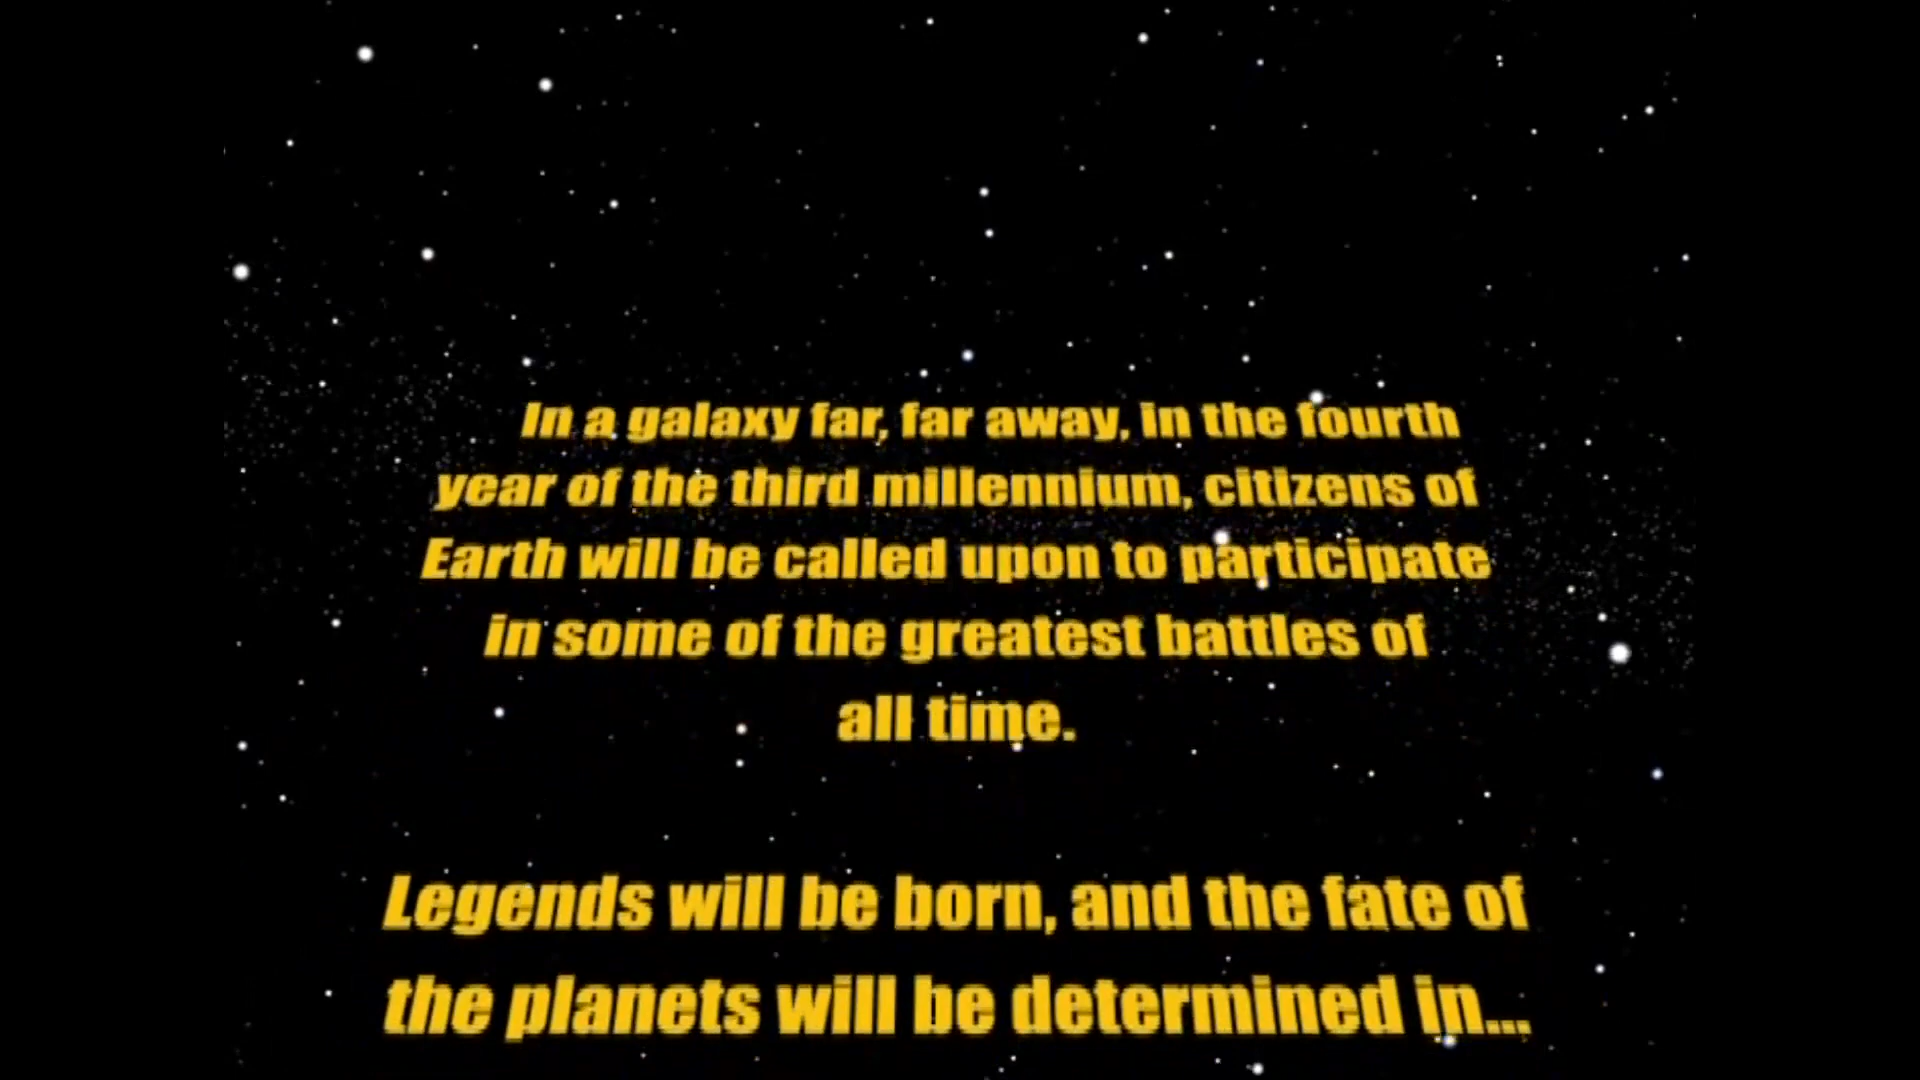 In a galaxy far, far away, in the fourth
year of the third millennium, citizens of
Earth will be called upon to participate
in some of the greatest battles of
all time.
Legends will be born, and the fate of
the planets will be determined in...